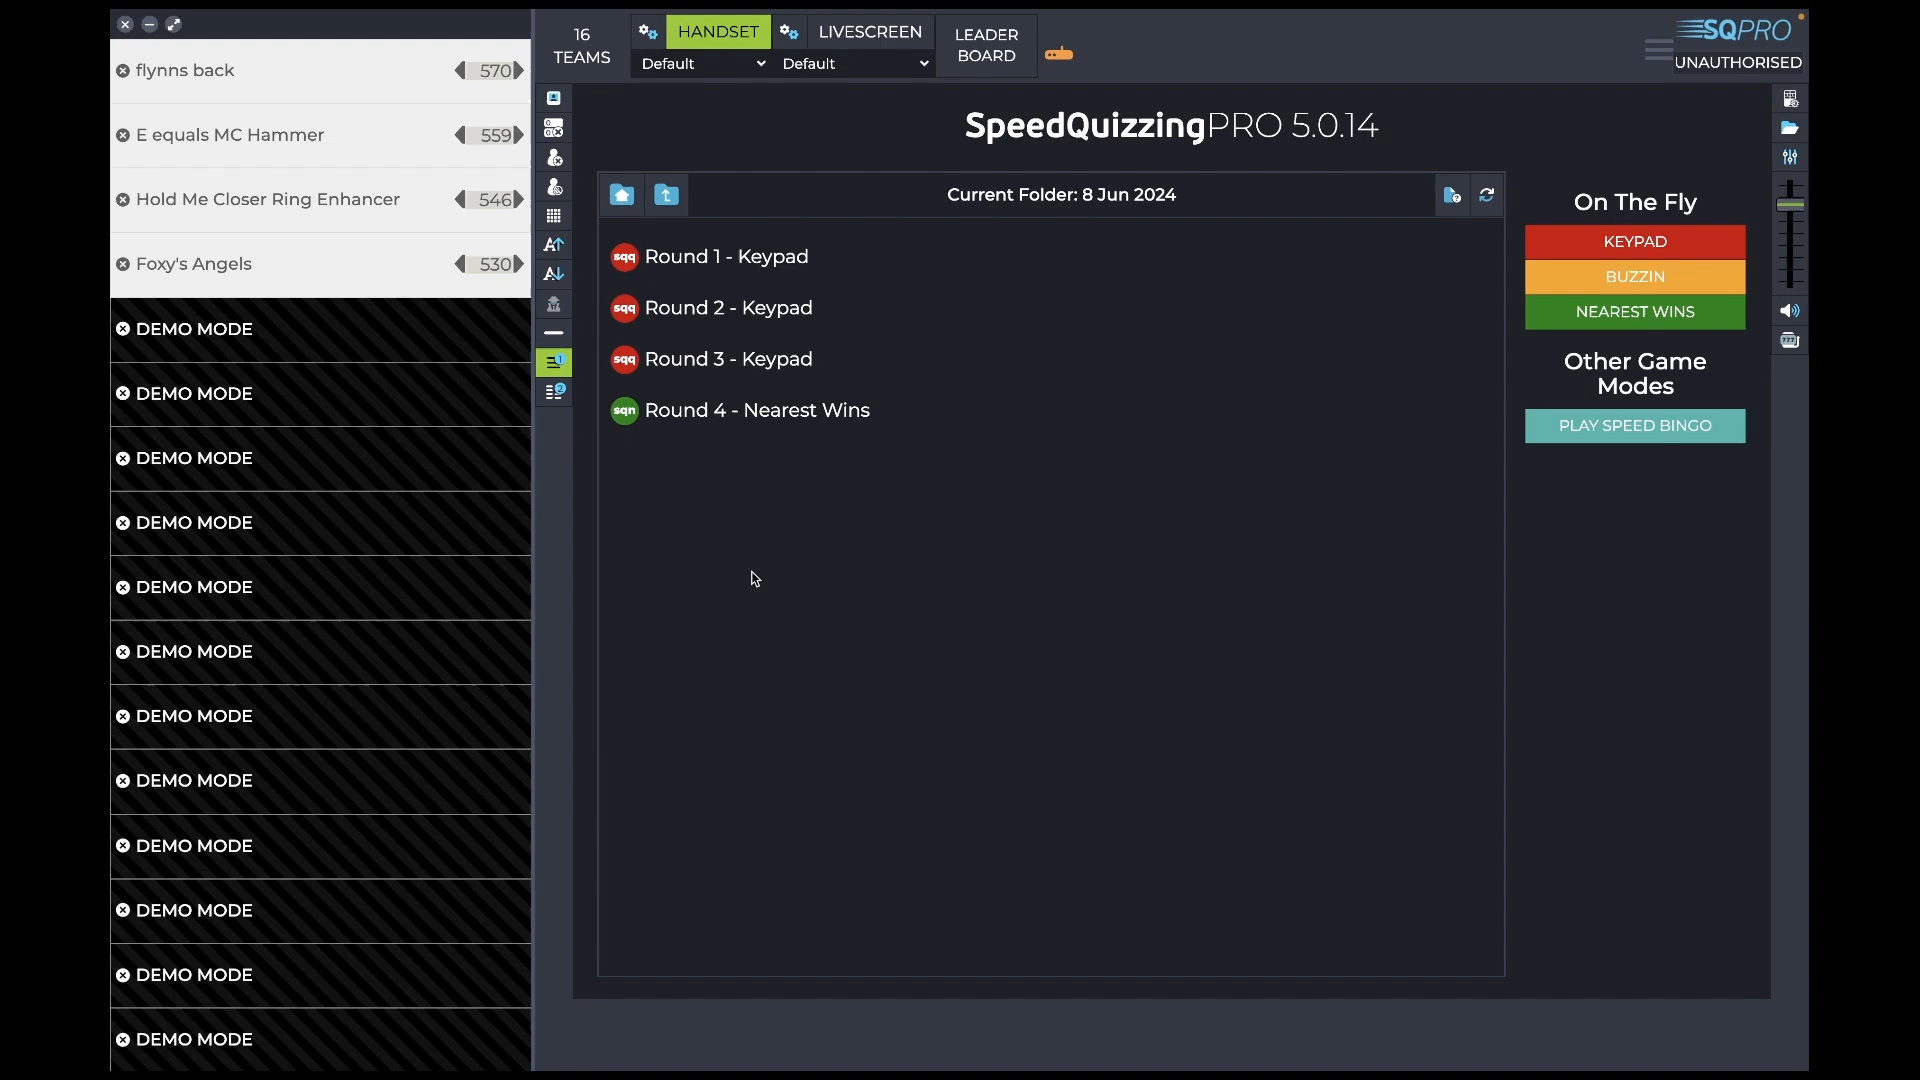 flynns back
570
E equals MC Hammer
559
Hold Me Closer Ring Enhancer
546
Foxy's Angels
530
DEMO MODE
DEMO MODE
DEMO MODE
DEMO MODE
DEMO MODE
DEMO MODE
DEMO MODE
DEMO MODE
DEMO MODE
DEMO MODE
DEMO MODE
DEMO MODE
16
TEAMS
HANDSET
LIVESCREEN
Default
Default
LEADER
BOARD
SQPRO
UNAUTHORISED
SpeedQuizzingPRO 5.0.14
Current Folder: 8 Jun 2024
sqq Round 1 - Keypad
sqq Round 2 - Keypad
sqq Round 3 - Keypad
sqn Round 4 - Nearest Wins
On The Fly
KEYPAD
BUZZIN
NEAREST WINS
Other Game
Modes
PLAY SPEED BINGO